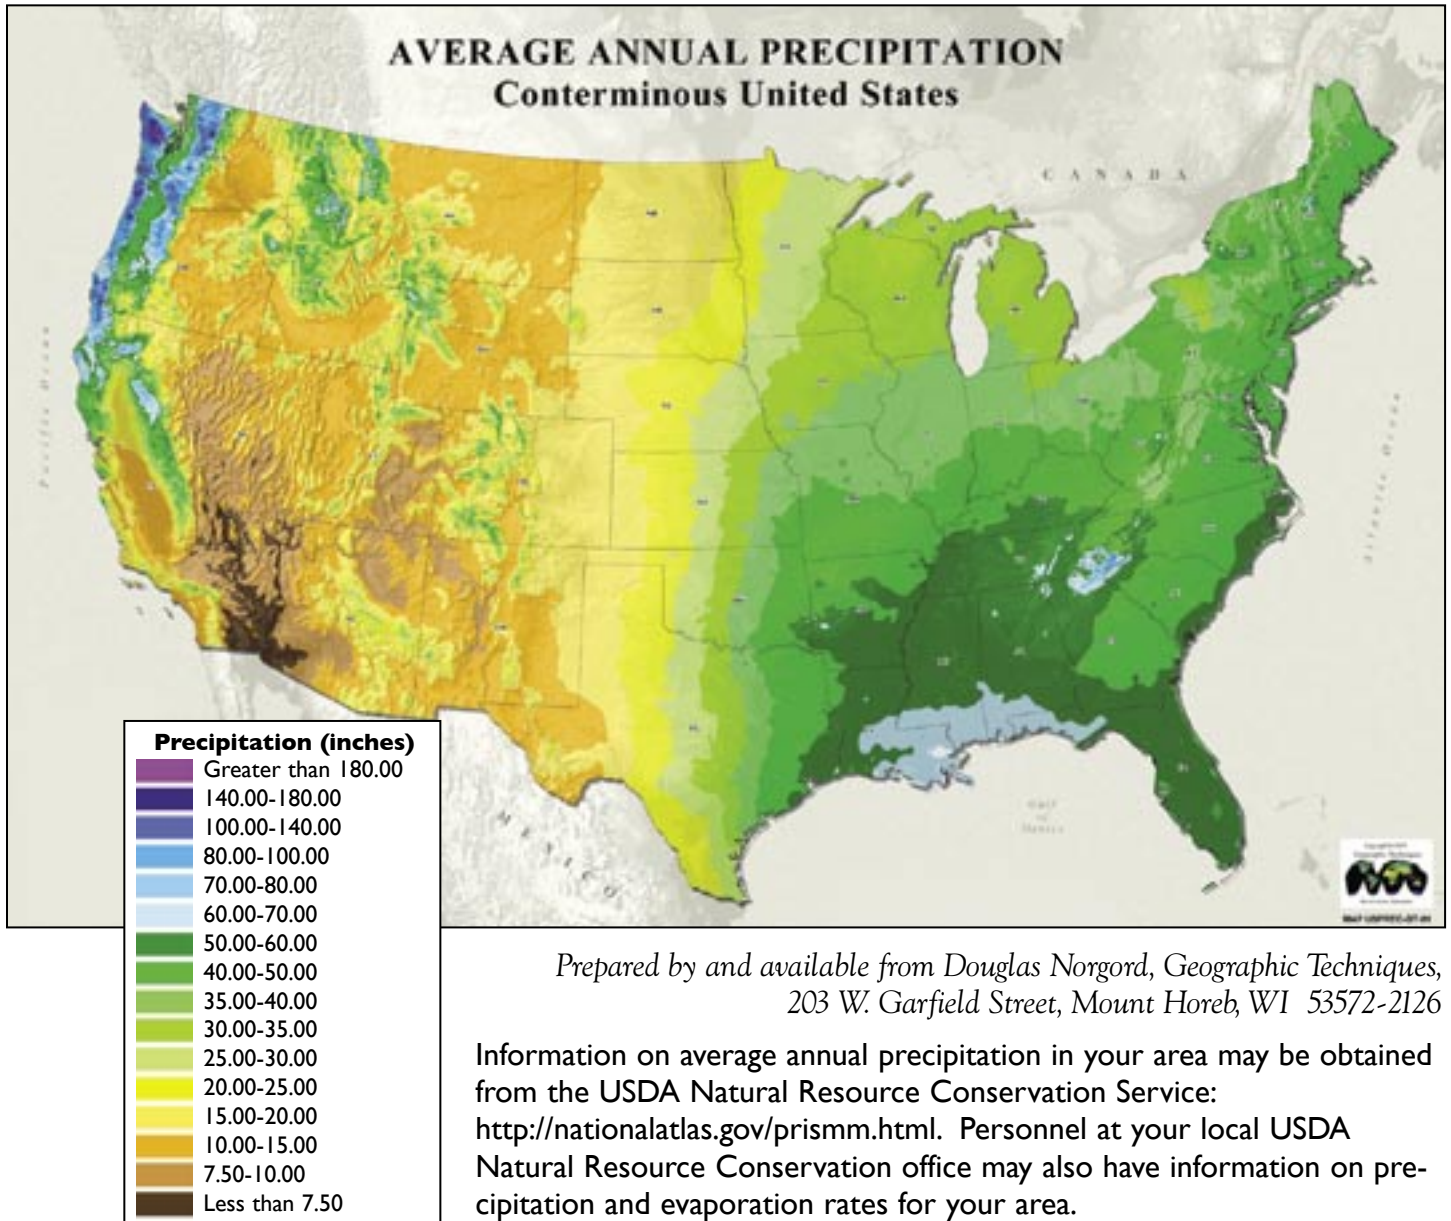 AVERAGE ANNUAL PRECIPITATION
Conterminous United States
CANADA
Pacific Ocean
Atlantic Ocean
MEXICO
Gulf
of
Mexico
Precipitation (inches)
Greater than 180.00
140.00-180.00
100.00-140.00
80.00-100.00
70.00-80.00
60.00-70.00
50.00-60.00
40.00-50.00
35.00-40.00
30.00-35.00
25.00-30.00
20.00-25.00
15.00-20.00
10.00-15.00
7.50-10.00
Less than 7.50
Prepared by and available from Douglas Norgord, Geographic Techniques,
203 W. Garfield Street, Mount Horeb, WI 53572-2126
Information on average annual precipitation in your area may be obtained
from the USDA Natural Resource Conservation Service:
http://nationalatlas.gov/prismm.html. Personnel at your local USDA
Natural Resource Conservation office may also have information on pre-
cipitation and evaporation rates for your area.